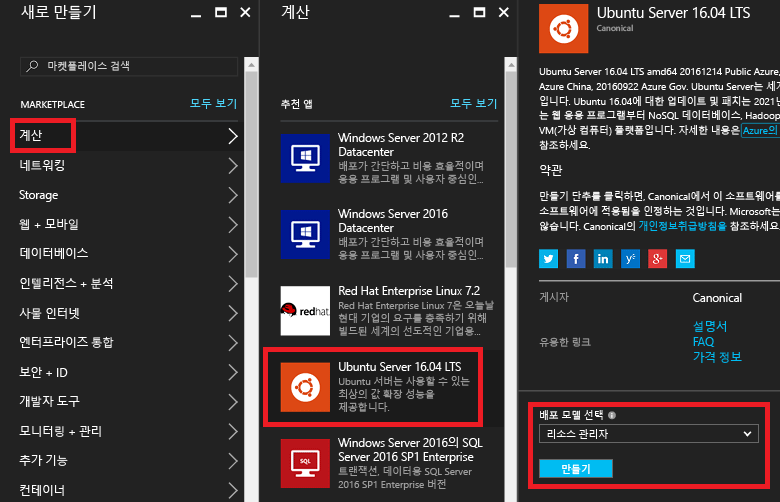 새로 만들기
마켓플레이스 검색
MARKETPLACE
모두 보기
계산
네트워킹
Storage
웹 + 모바일
데이터베이스
인텔리전스 + 분석
사물 인터넷
엔터프라이즈 통합
보안 + ID
개발자 도구
모니터링 + 관리
추가 기능
컨테이너
계산
추천 앱
모두 보기
Windows Server 2012 R2
Datacenter
배포가 간단하고 비용 효율적이며
응용 프로그램 및 사용자 중심인...
Windows Server 2016
Datacenter
배포가 간단하고 비용 효율적이며
응용 프로그램 및 사용자 중심인...
redhat
Red Hat Enterprise Linux 7.2
Red Hat Enterprise Linux 7은 오늘날
현대 기업의 요구를 충족하기 위해
빌드된 세계의 선도적인 기업용...
Ubuntu Server 16.04 LTS
Ubuntu 서버는 사용할 수 있는
최상의 값 확장 성능을
제공합니다.
SQL
Windows Server 2016의 SQL
Server 2016 SP1 Enterprise
트랜잭션, 데이터용 SQL Server
2016 SP1 Enterprise 버전
Ubuntu Server 16.04 LTS
Canonical
Ubuntu Server 16.04 LTS amd64 20161214 Public Azure,
Azure China, 20160922 Azure Gov. Ubuntu Server는 세계
입니다. Ubuntu 16.04에 대한 업데이트 및 패치는 2021년
는 웹 응용 프로그램부터 NoSQL 데이터베이스, Hadoop
VM(가상 컴퓨터) 플랫폼입니다. 자세한 내용은 Azure의
참조하세요.
약관
만들기 단추를 클릭하면, Canonical에서 이 소프트웨어를
소프트웨어에 적용됨을 인정하는 것입니다. Microsoft는
않습니다. Canonical의 개인정보취급방침을 참조하세요
게시자
Canonical
유용한 링크
설명서
FAQ
가격 정보
배포 모델 선택
리소스 관리자
만들기